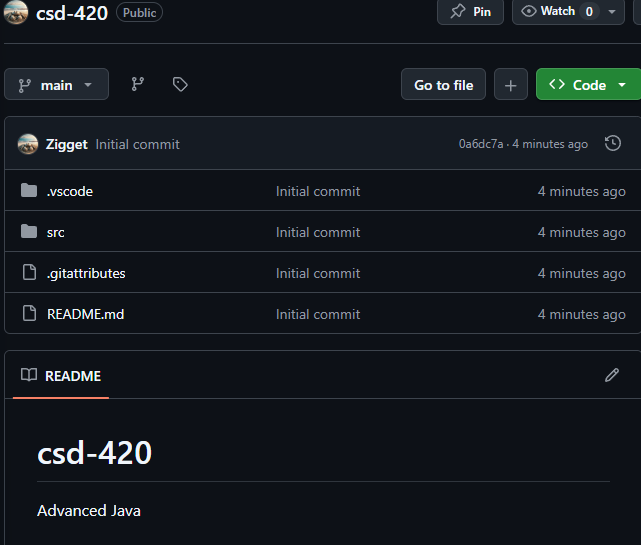 csd-420 Public Pin Watch 0
main Go to file + Code
Zigget Initial commit 0a6dc7a · 4 minutes ago
.vscode Initial commit 4 minutes ago
src Initial commit 4 minutes ago
.gitattributes Initial commit 4 minutes ago
README.md Initial commit 4 minutes ago
README
csd-420
Advanced Java